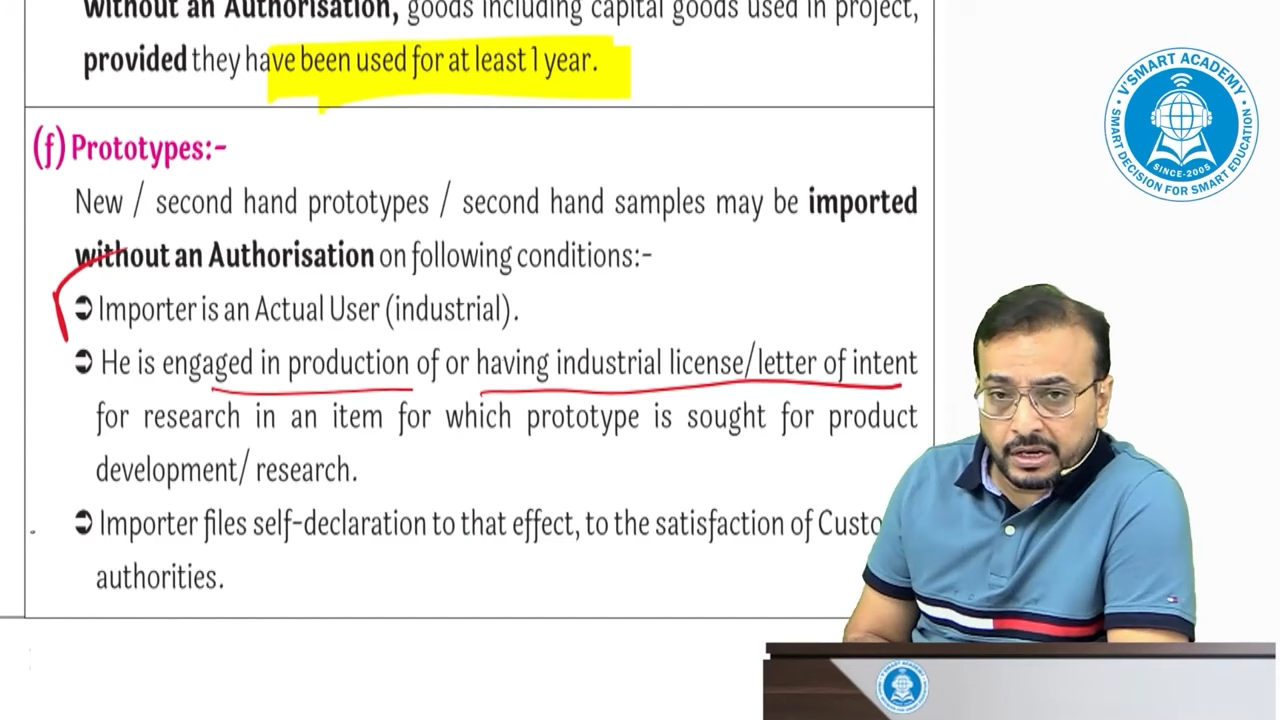 without an Authorisation, goods including capital goods used in project,
provided they have been used for at least 1 year.
(f) Prototypes:-
New / second hand prototypes / second hand samples may be imported
without an Authorisation on following conditions:-
➲ Importer is an Actual User (industrial).
➲ He is engaged in production of or having industrial license/letter of intent
for research in an item for which prototype is sought for product
development/ research.
➲ Importer files self-declaration to that effect, to the satisfaction of Custo
authorities.
V'SMART ACADEMY
SINCE-2005
SMART DECISION FOR SMART EDUCATION